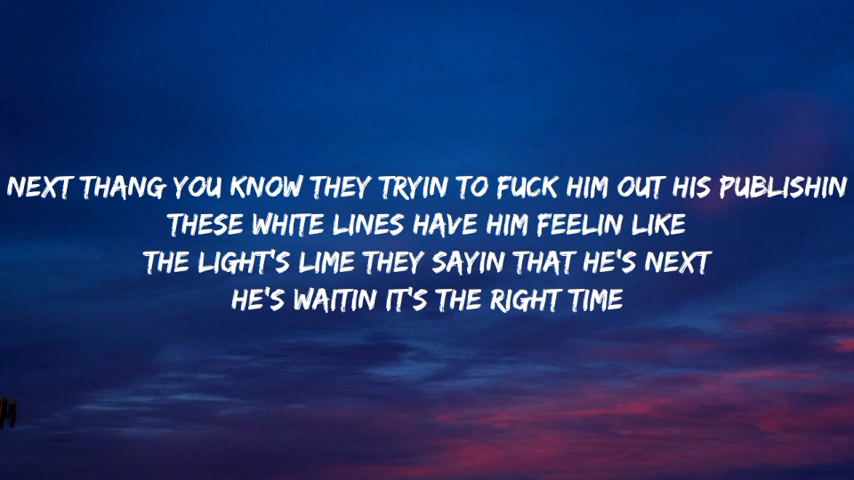 NEXT THANG YOU KNOW THEY TRYIN TO FUCK HIM OUT HIS PUBLISHIN
THESE WHITE LINES HAVE HIM FEELIN LIKE
THE LIGHT'S LIME THEY SAYIN THAT HE'S NEXT
HE'S WAITIN IT'S THE RIGHT TIME